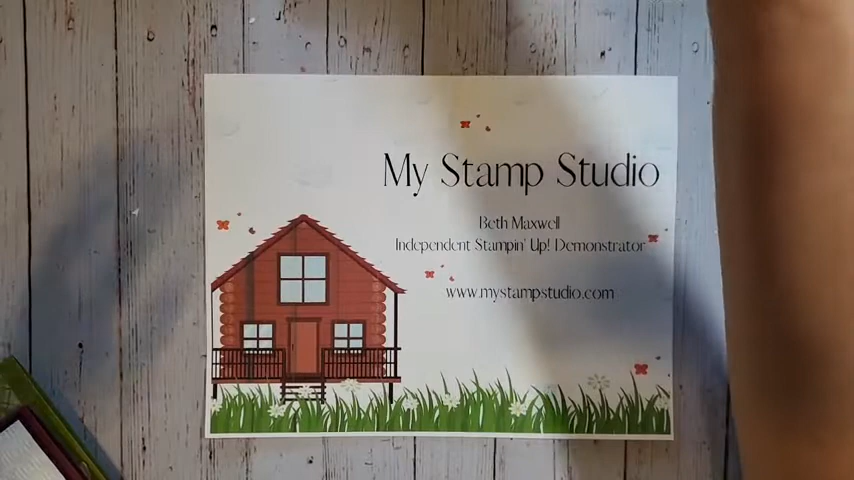 My Stamp Studio
Beth Maxwell
Independent Stampin' Up! Demonstrator
www.mystampstudio.com